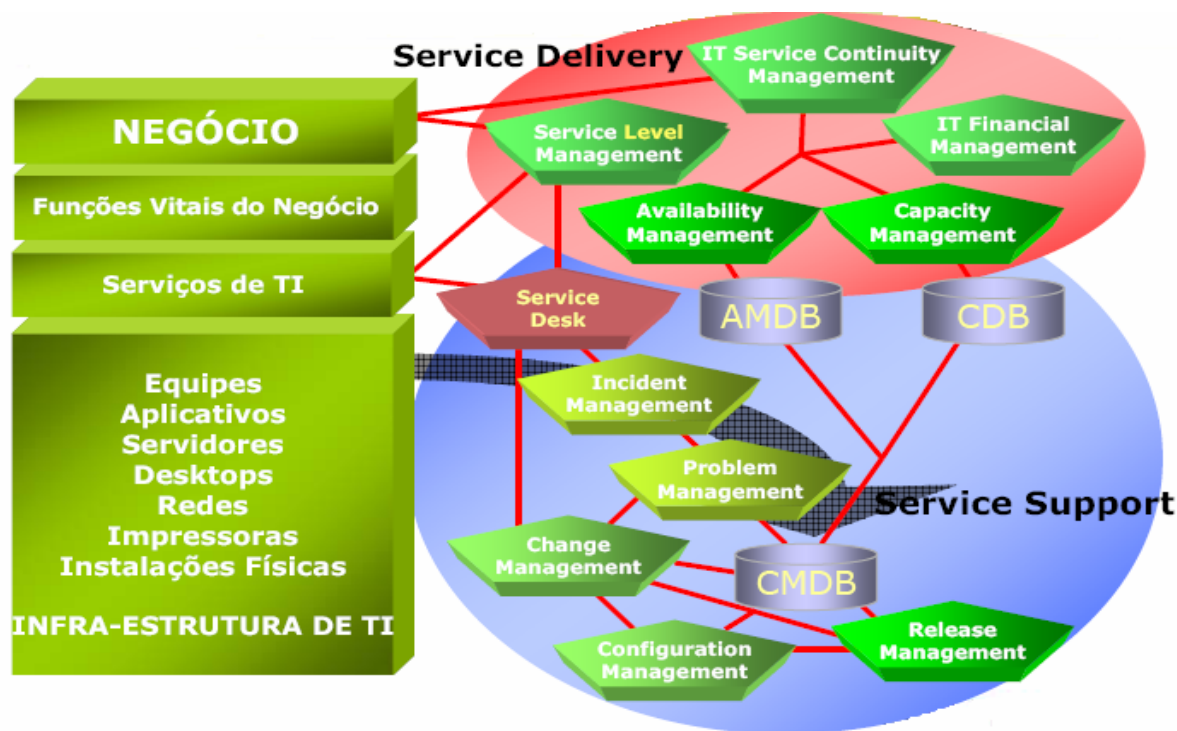 Service Delivery
IT Service Continuity
Management
NEGÓCIO
Service Level
Management
IT Financial
Management
Funções Vitais do Negócio
Availability
Management
Capacity
Management
Serviços de TI
Service
Desk
AMDB
CDB
Equipes
Aplicativos
Servidores
Desktops
Redes
Impressoras
Instalações Físicas
INFRA-ESTRUTURA DE TI
Incident
Management
Problem
Management
Service Support
Change
Management
CMDB
Configuration
Management
Release
Management